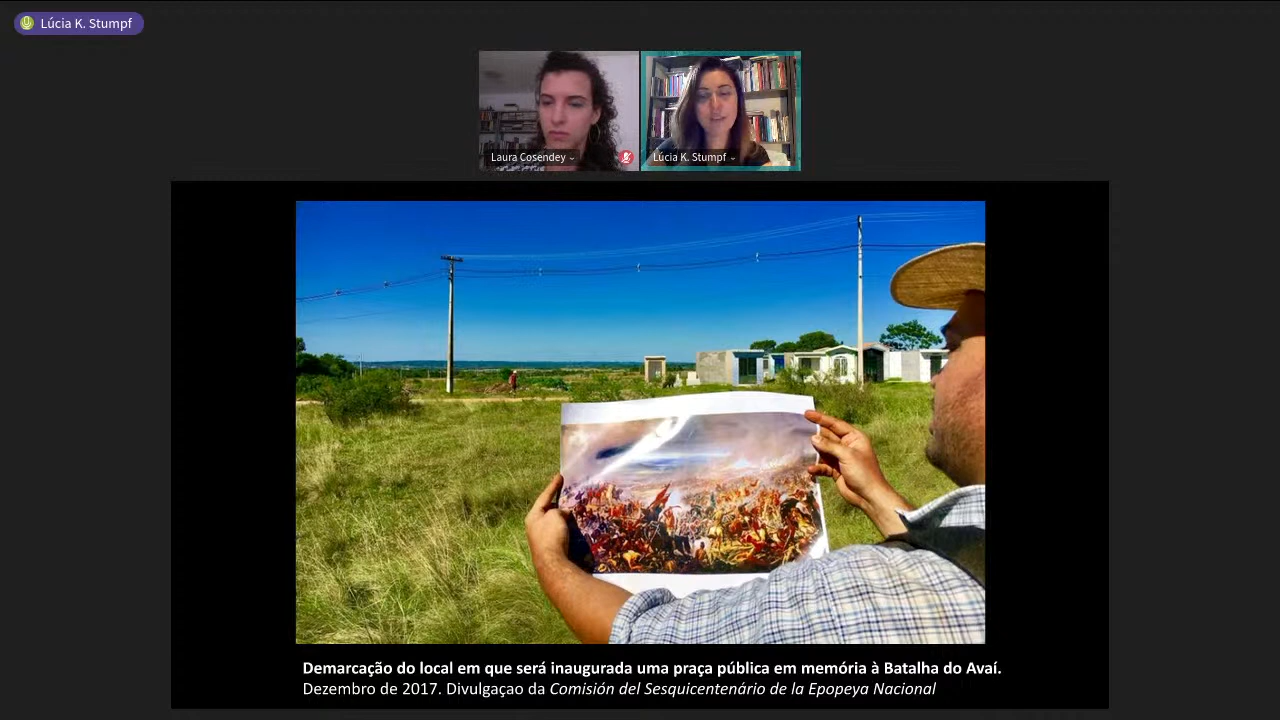 Lúcia K. Stumpf
Laura Cosendey
Lúcia K. Stumpf
Demarcação do local em que será inaugurada uma praça pública em memória à Batalha do Avaí.
Dezembro de 2017. Divulgaçao da Comisión del Sesquicentenário de la Epopeya Nacional